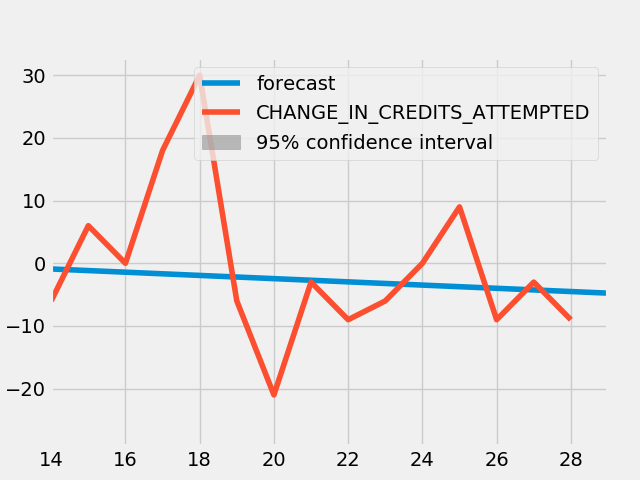 30
20
10
0
−10
−20
14 16 18 20 22 24 26 28
forecast
CHANGE_IN_CREDITS_ATTEMPTED
95% confidence interval